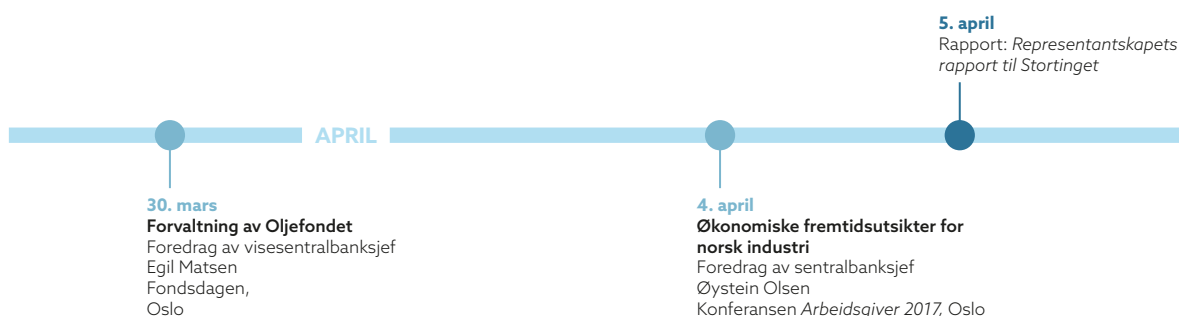 5. april
Rapport: Representantskapets
rapport til Stortinget
APRIL
30. mars
Forvaltning av Oljefondet
Foredrag av visesentralbanksjef
Egil Matsen
Fondsdagen,
Oslo
4. april
Økonomiske fremtidsutsikter for
norsk industri
Foredrag av sentralbanksjef
Øystein Olsen
Konferansen Arbeidsgiver 2017, Oslo